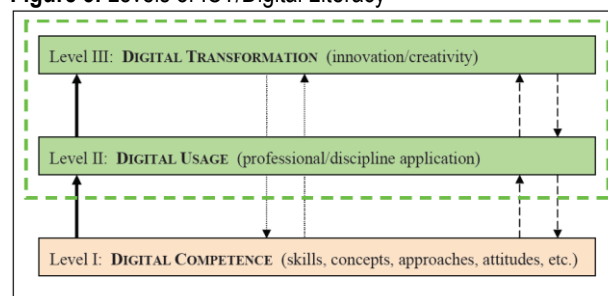 Figure Levels of ICT/Digital Literacy
Level III: DIGITAL TRANSFORMATION (innovation/creativity)
Level II: DIGITAL USAGE (professional/discipline application)
Level I: DIGITAL COMPETENCE (skills, concepts, approaches, attitudes, etc.)